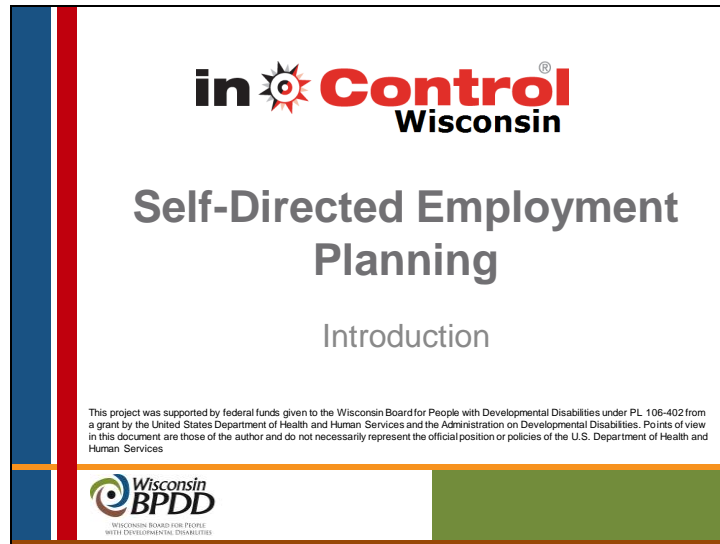 in Control®
Wisconsin
Self-Directed Employment
Planning
Introduction
This project was supported by federal funds given to the Wisconsin Board for People with Developmental Disabilities under PL 106-402 from
a grant by the United States Department of Health and Human Services and the Administration on Developmental Disabilities. Points of view
in this document are those of the author and do not necessarily represent the official position or policies of the U.S. Department of Health and
Human Services
Wisconsin
BPDD
WISCONSIN BOARD FOR PEOPLE
WITH DEVELOPMENTAL DISABILITIES